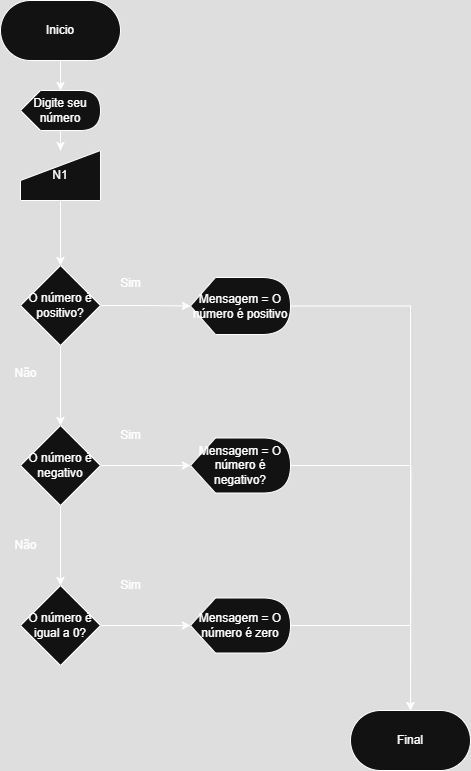 Inicio
Digite seu
número
N1
O número é
positivo?
Sim
Mensagem = O
número é positivo
Não
O número é
negativo
Sim
Mensagem = O
número é
negativo?
Não
O número é
igual a 0?
Sim
Mensagem = O
número é zero
Final